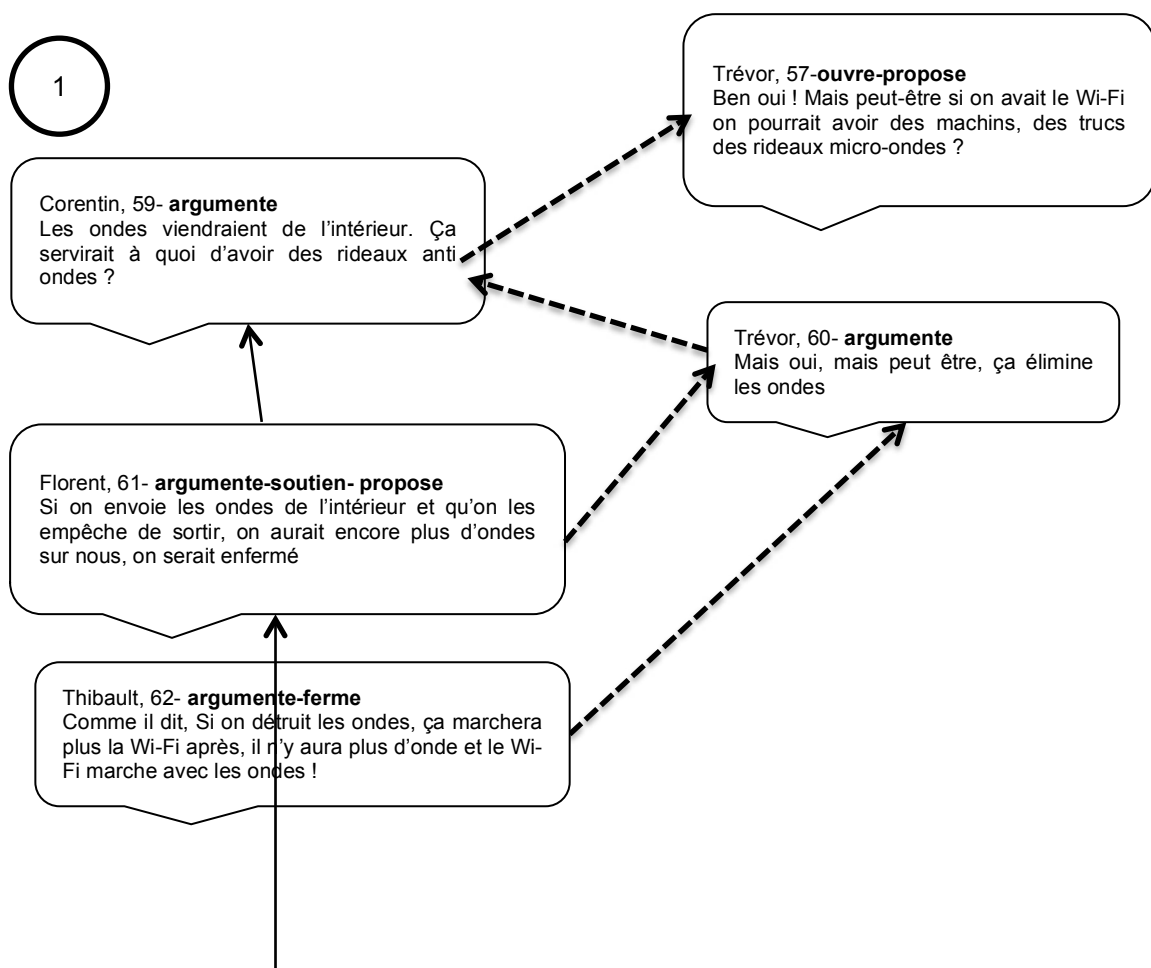 1
Trévor, 57-ouvre-propose
Ben oui ! Mais peut-être si on avait le Wi-Fi
on pourrait avoir des machins, des trucs
des rideaux micro-ondes ?
Corentin, 59- argumente
Les ondes viendraient de l’intérieur. Ça
servirait à quoi d’avoir des rideaux anti
ondes ?
Trévor, 60- argumente
Mais oui, mais peut être, ça élimine
les ondes
Florent, 61- argumente-soutien- propose
Si on envoie les ondes de l’intérieur et qu’on les
empêche de sortir, on aurait encore plus d’ondes
sur nous, on serait enfermé
Thibault, 62- argumente-ferme
Comme il dit, Si on détruit les ondes, ça marchera
plus la Wi-Fi après, il n’y aura plus d’onde et le Wi-
Fi marche avec les ondes !